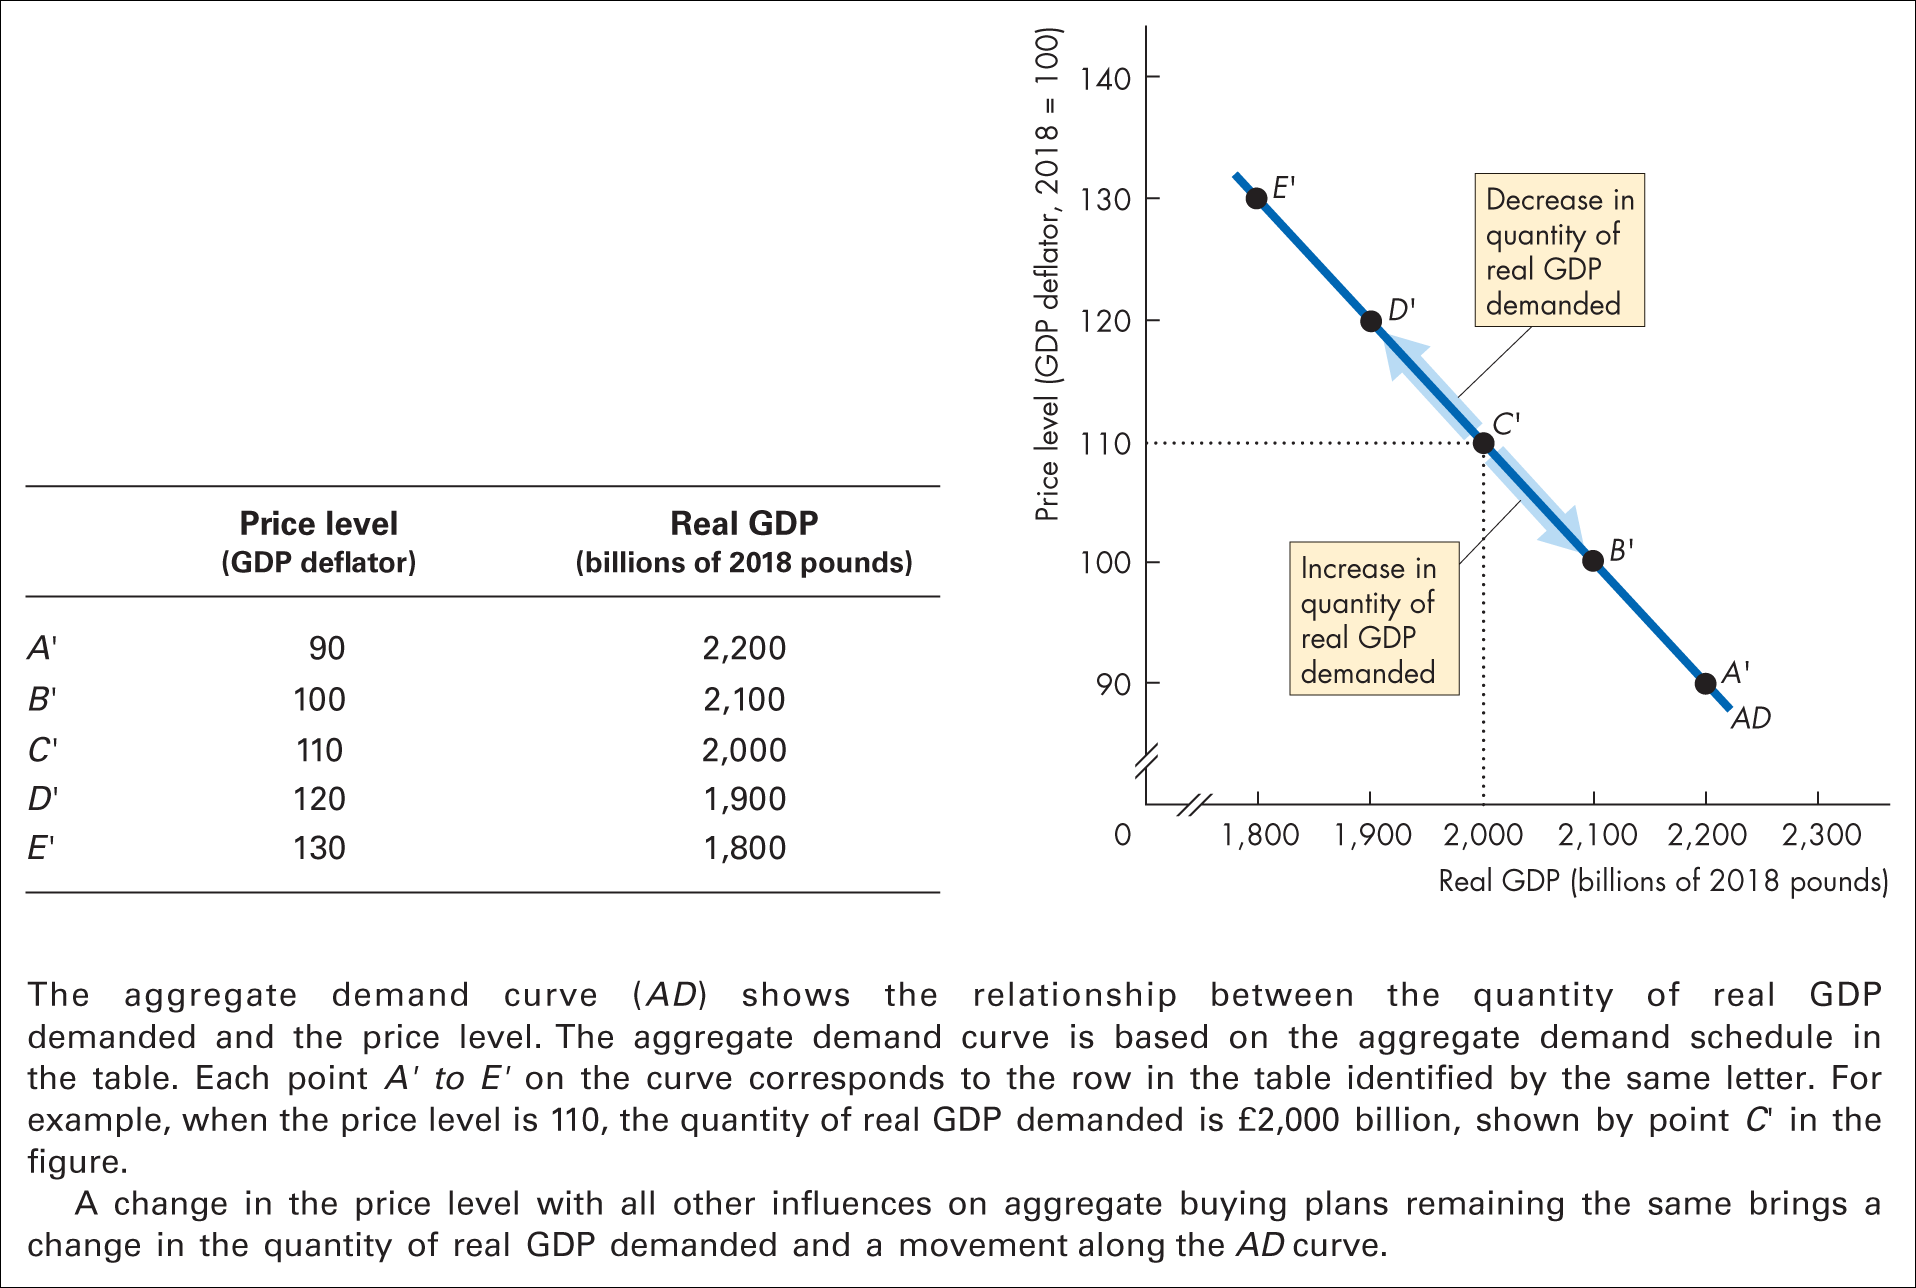 Price level Real GDP
(GDP deflator) (billions of 2018 pounds)
A' 90 2,200
B' 100 2,100
C' 110 2,000
D' 120 1,900
E' 130 1,800
Price level (GDP deflator, 2018 = 100)
140
130
120
110
100
90
0
1,800 1,900 2,000 2,100 2,200 2,300
Real GDP (billions of 2018 pounds)
E'
D'
C'
B'
A'
AD
Decrease in
quantity of
real GDP
demanded
Increase in
quantity of
real GDP
demanded
The aggregate demand curve (AD) shows the relationship between the quantity of real GDP
demanded and the price level. The aggregate demand curve is based on the aggregate demand schedule in
the table. Each point A' to E' on the curve corresponds to the row in the table identified by the same letter. For
example, when the price level is 110, the quantity of real GDP demanded is £2,000 billion, shown by point C' in the
figure.
A change in the price level with all other influences on aggregate buying plans remaining the same brings a
change in the quantity of real GDP demanded and a movement along the AD curve.